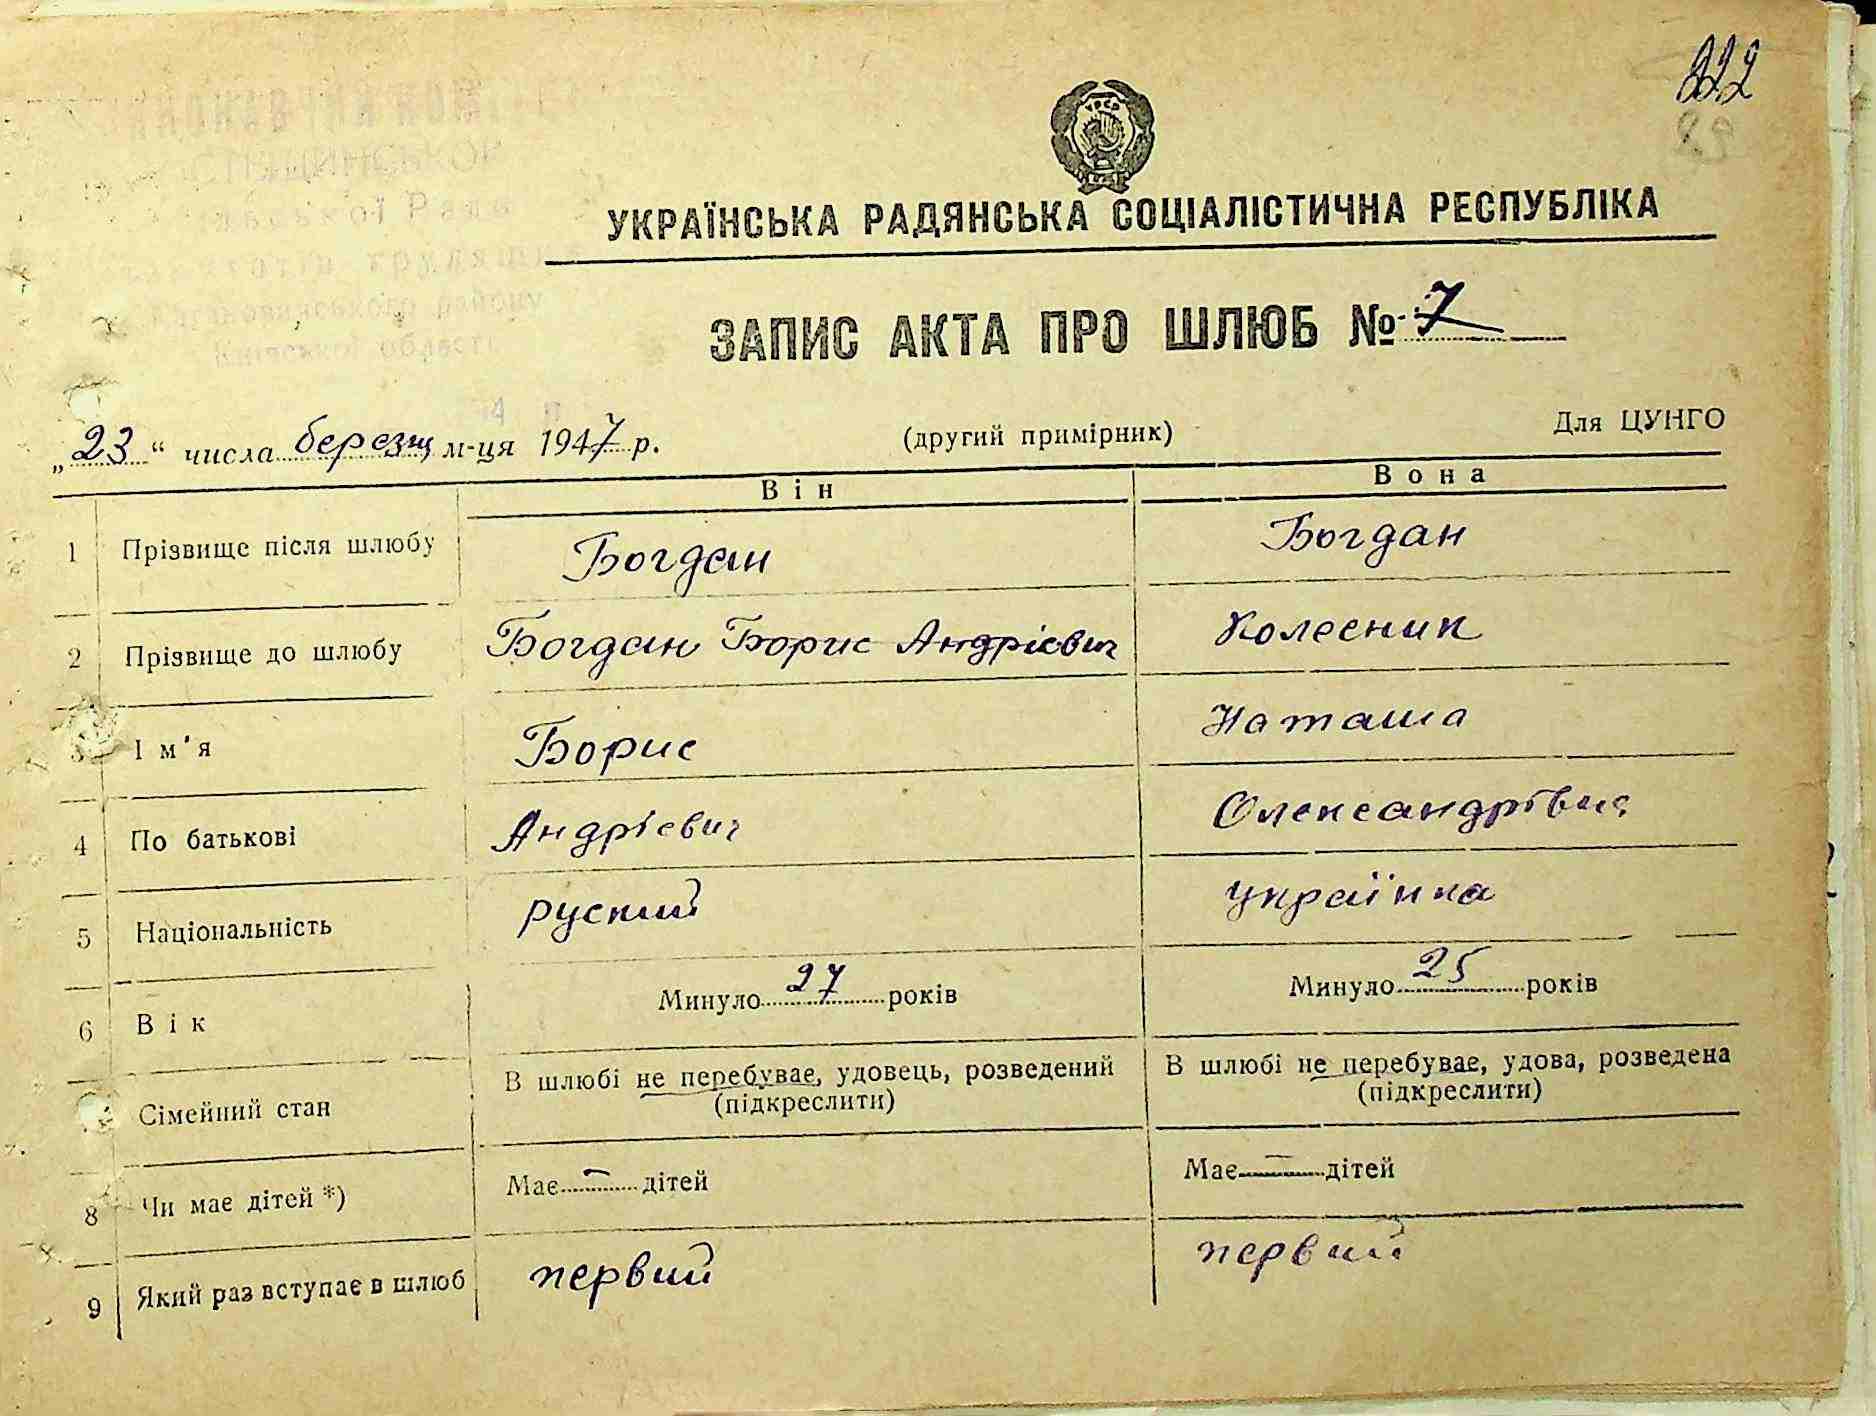 222
29
УРСР
УКРАЇНСЬКА РАДЯНСЬКА СОЦІАЛІСТИЧНА РЕСПУБЛІКА
ЗАПИС АКТА ПРО ШЛЮБ № 7
„23“ числа березня м-ця 1947 р. (другий примірник) Для ЦУНГО
Він Вона
1 Прізвище після шлюбу Богдан Богдан
2 Прізвище до шлюбу Богдан Борис Андрієвич Колесник
3 Ім'я Борис Наташа
4 По батькові Андрієвич Олександрівна
5 Національність руский українка
6 Вік Минуло 27 років Минуло 25 років
Сімейний стан В шлюбі не перебуває, удовець, розведений (підкреслити) В шлюбі не перебуває, удова, розведена (підкреслити)
8 Чи має дітей *) Має — дітей Має — дітей
9 Який раз вступає в шлюб первий первий